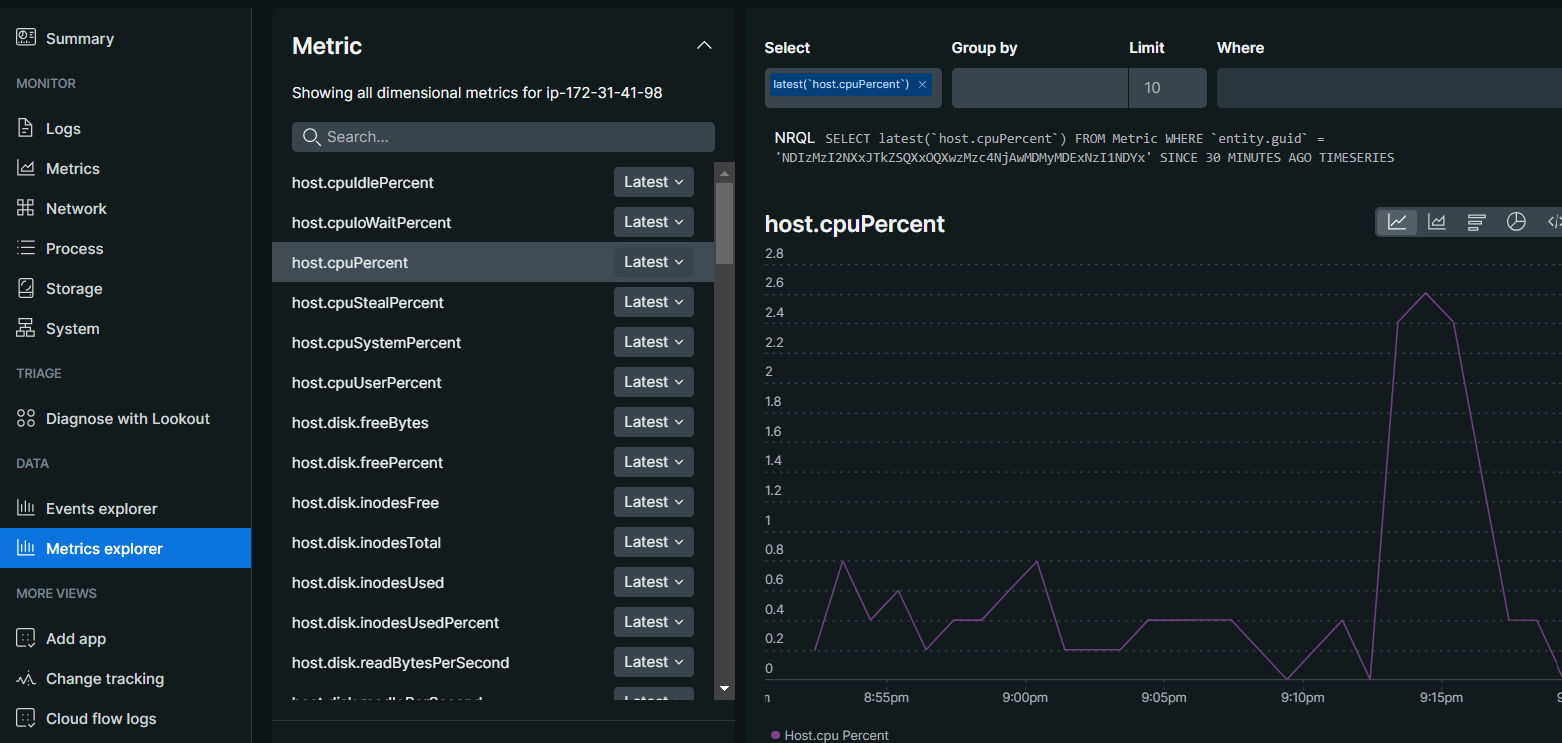 Summary
MONITOR
Logs
Metrics
Network
Process
Storage
System
TRIAGE
Diagnose with Lookout
DATA
Events explorer
Metrics explorer
MORE VIEWS
Add app
Change tracking
Cloud flow logs
Metric
Showing all dimensional metrics for ip-172-31-41-98
Search...
host.cpuIdlePercent Latest
host.cpuIoWaitPercent Latest
host.cpuPercent Latest
host.cpuStealPercent Latest
host.cpuSystemPercent Latest
host.cpuUserPercent Latest
host.disk.freeBytes Latest
host.disk.freePercent Latest
host.disk.inodesFree Latest
host.disk.inodesTotal Latest
host.disk.inodesUsed Latest
host.disk.inodesUsedPercent Latest
host.disk.readBytesPerSecond Latest
Select Group by Limit Where
latest(`host.cpuPercent`) × 10
NRQL SELECT latest(`host.cpuPercent`) FROM Metric WHERE `entity.guid` =
'NDIzMzI2NXxJTkZSQXxOQXwzMzc4NjAwMDMyMDExNzI1NDYx' SINCE 30 MINUTES AGO TIMESERIES
host.cpuPercent
2.8
2.6
2.4
2.2
2
1.8
1.6
1.4
1.2
1
0.8
0.6
0.4
0.2
0
8:55pm 9:00pm 9:05pm 9:10pm 9:15pm
Host.cpu Percent